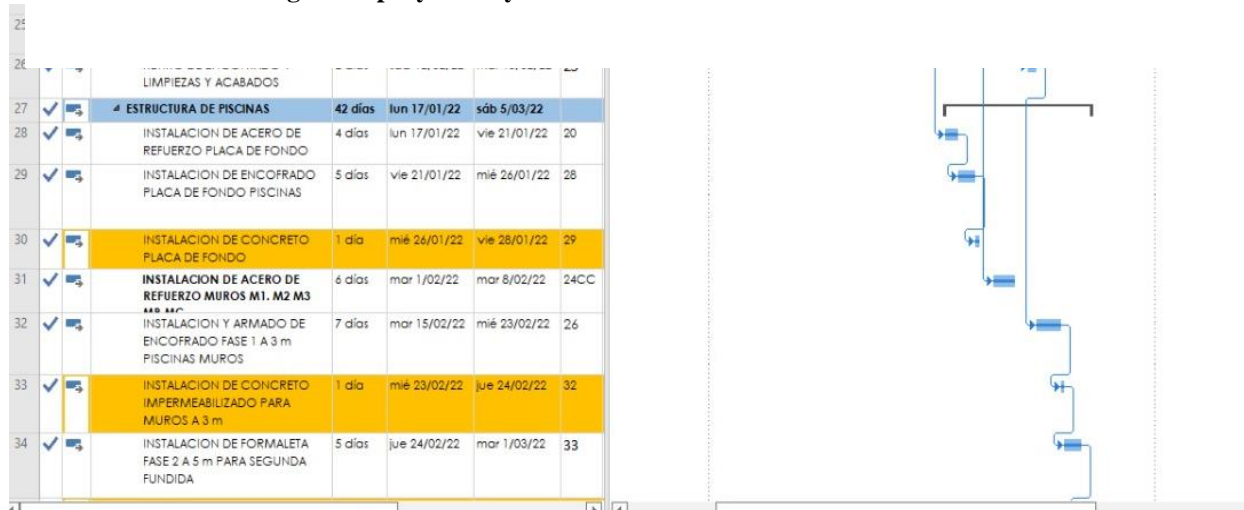 25
26
LIMPIEZAS Y ACABADOS
27 ESTRUCTURA DE PISCINAS 42 días lun 17/01/22 sáb 5/03/22
28 INSTALACION DE ACERO DE 4 días lun 17/01/22 vie 21/01/22 20
REFUERZO PLACA DE FONDO
29 INSTALACION DE ENCOFRADO 5 días vie 21/01/22 mié 26/01/22 28
PLACA DE FONDO PISCINAS
30 INSTALACION DE CONCRETO 1 día mié 26/01/22 vie 28/01/22 29
PLACA DE FONDO
31 INSTALACION DE ACERO DE 6 días mar 1/02/22 mar 8/02/22 24CC
REFUERZO MUROS M1. M2 M3
32 INSTALACION Y ARMADO DE 7 días mar 15/02/22 mié 23/02/22 26
ENCOFRADO FASE 1 A 3 m
PISCINAS MUROS
33 INSTALACION DE CONCRETO 1 día mié 23/02/22 jue 24/02/22 32
IMPERMEABILIZADO PARA
MUROS A 3 m
34 INSTALACION DE FORMALETA 5 días jue 24/02/22 mar 1/03/22 33
FASE 2 A 5 m PARA SEGUNDA
FUNDIDA